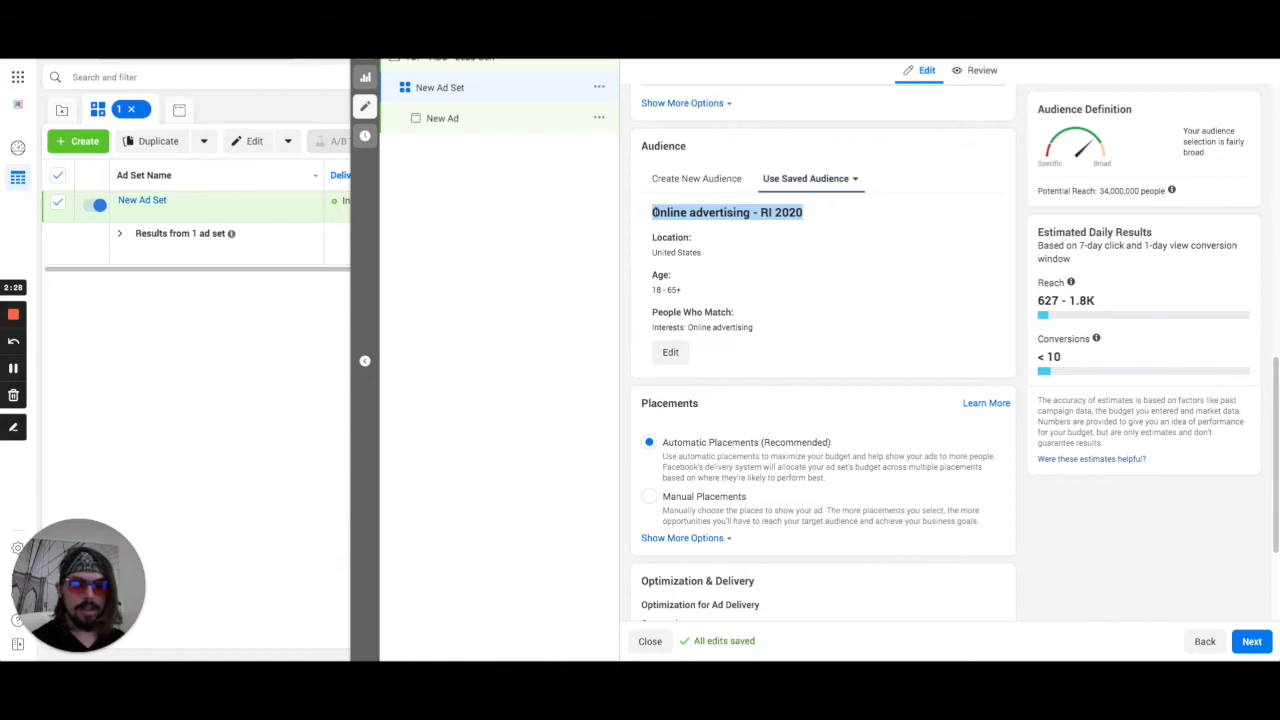 Search and filter
1 ×
+ Create
Duplicate
Edit
A/B
Ad Set Name
Deliv
New Ad Set
In
Results from 1 ad set
2:28
New Ad Set
New Ad
Edit
Review
Show More Options
Audience
Create New Audience
Use Saved Audience
Online advertising - RI 2020
Location:
United States
Age:
18 - 65+
People Who Match:
Interests: Online advertising
Edit
Placements
Learn More
Automatic Placements (Recommended)
Use automatic placements to maximize your budget and help show your ads to more people.
Facebook's delivery system will allocate your ad set's budget across multiple placements
based on where they're likely to perform best.
Manual Placements
Manually choose the places to show your ad. The more placements you select, the more
opportunities you'll have to reach your target audience and achieve your business goals.
Show More Options
Optimization & Delivery
Optimization for Ad Delivery
Close
All edits saved
Back
Next
Audience Definition
Specific
Broad
Your audience
selection is fairly
broad.
Potential Reach: 34,000,000 people
Estimated Daily Results
Based on 7-day click and 1-day view conversion
window
Reach
627 - 1.8K
Conversions
< 10
The accuracy of estimates is based on factors like past
campaign data, the budget you entered and market data.
Numbers are provided to give you an idea of performance
for your budget, but are only estimates and don't
guarantee results.
Were these estimates helpful?